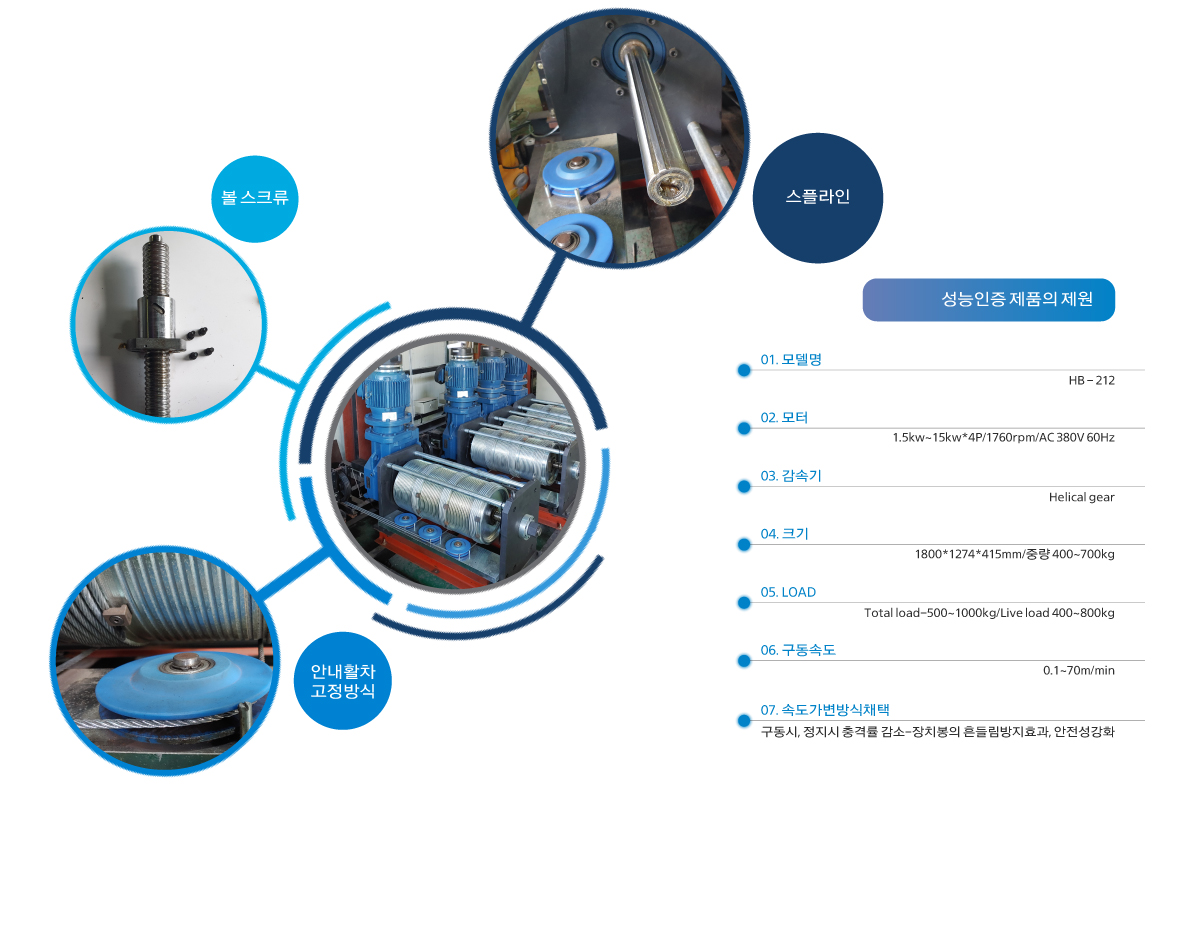 볼 스크류
스플라인
안내활차
고정방식
성능인증 제품의 제원
01. 모델명
HB – 212
02. 모터
1.5kw~15kw*4P/1760rpm/AC 380V 60Hz
03. 감속기
Helical gear
04. 크기
1800*1274*415mm/중량 400~700kg
05. LOAD
Total load-500~1000kg/Live load 400~800kg
06. 구동속도
0.1~70m/min
07. 속도가변방식채택
구동시, 정지시 충격률 감소-장치봉의 흔들림방지효과, 안전성강화